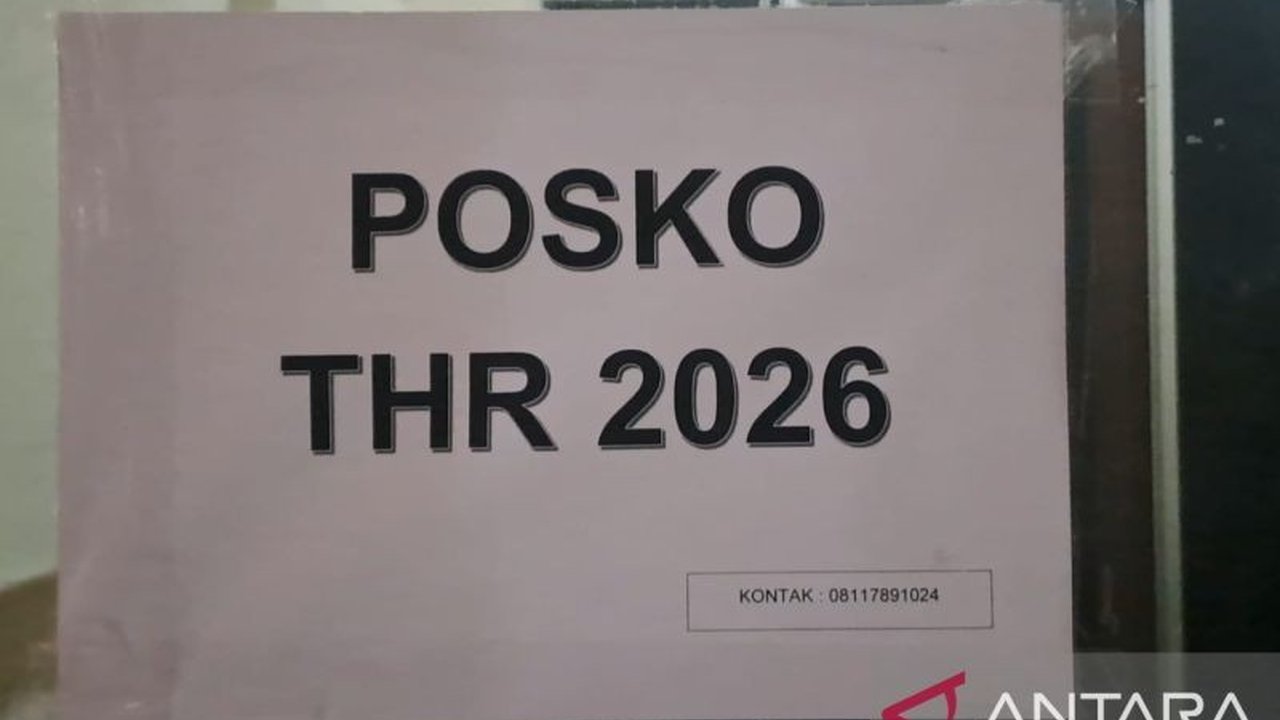 POSKO
THR 2026
KONTAK : 08117891024
ANTARA